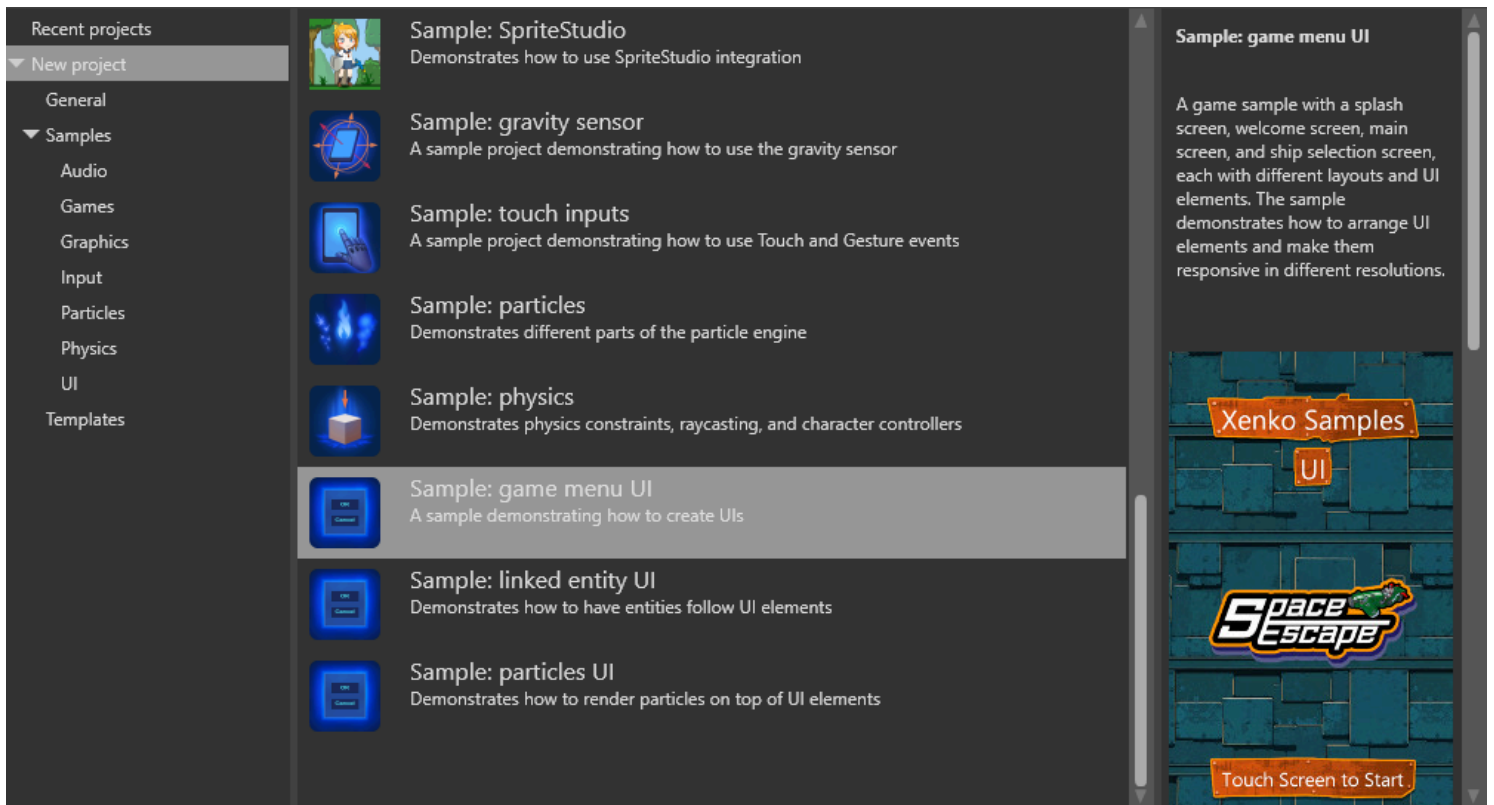 Recent projects
New project
General
Samples
Audio
Games
Graphics
Input
Particles
Physics
UI
Templates
Sample: SpriteStudio
Demonstrates how to use SpriteStudio integration
Sample: gravity sensor
A sample project demonstrating how to use the gravity sensor
Sample: touch inputs
A sample project demonstrating how to use Touch and Gesture events
Sample: particles
Demonstrates different parts of the particle engine
Sample: physics
Demonstrates physics constraints, raycasting, and character controllers
OK
Cancel
Sample: game menu UI
A sample demonstrating how to create UIs
OK
Cancel
Sample: linked entity UI
Demonstrates how to have entities follow UI elements
OK
Cancel
Sample: particles UI
Demonstrates how to render particles on top of UI elements
Sample: game menu UI
A game sample with a splash
screen, welcome screen, main
screen, and ship selection screen,
each with different layouts and UI
elements. The sample
demonstrates how to arrange UI
elements and make them
responsive in different resolutions.
Xenko Samples
UI
Space
Escape
Touch Screen to Start